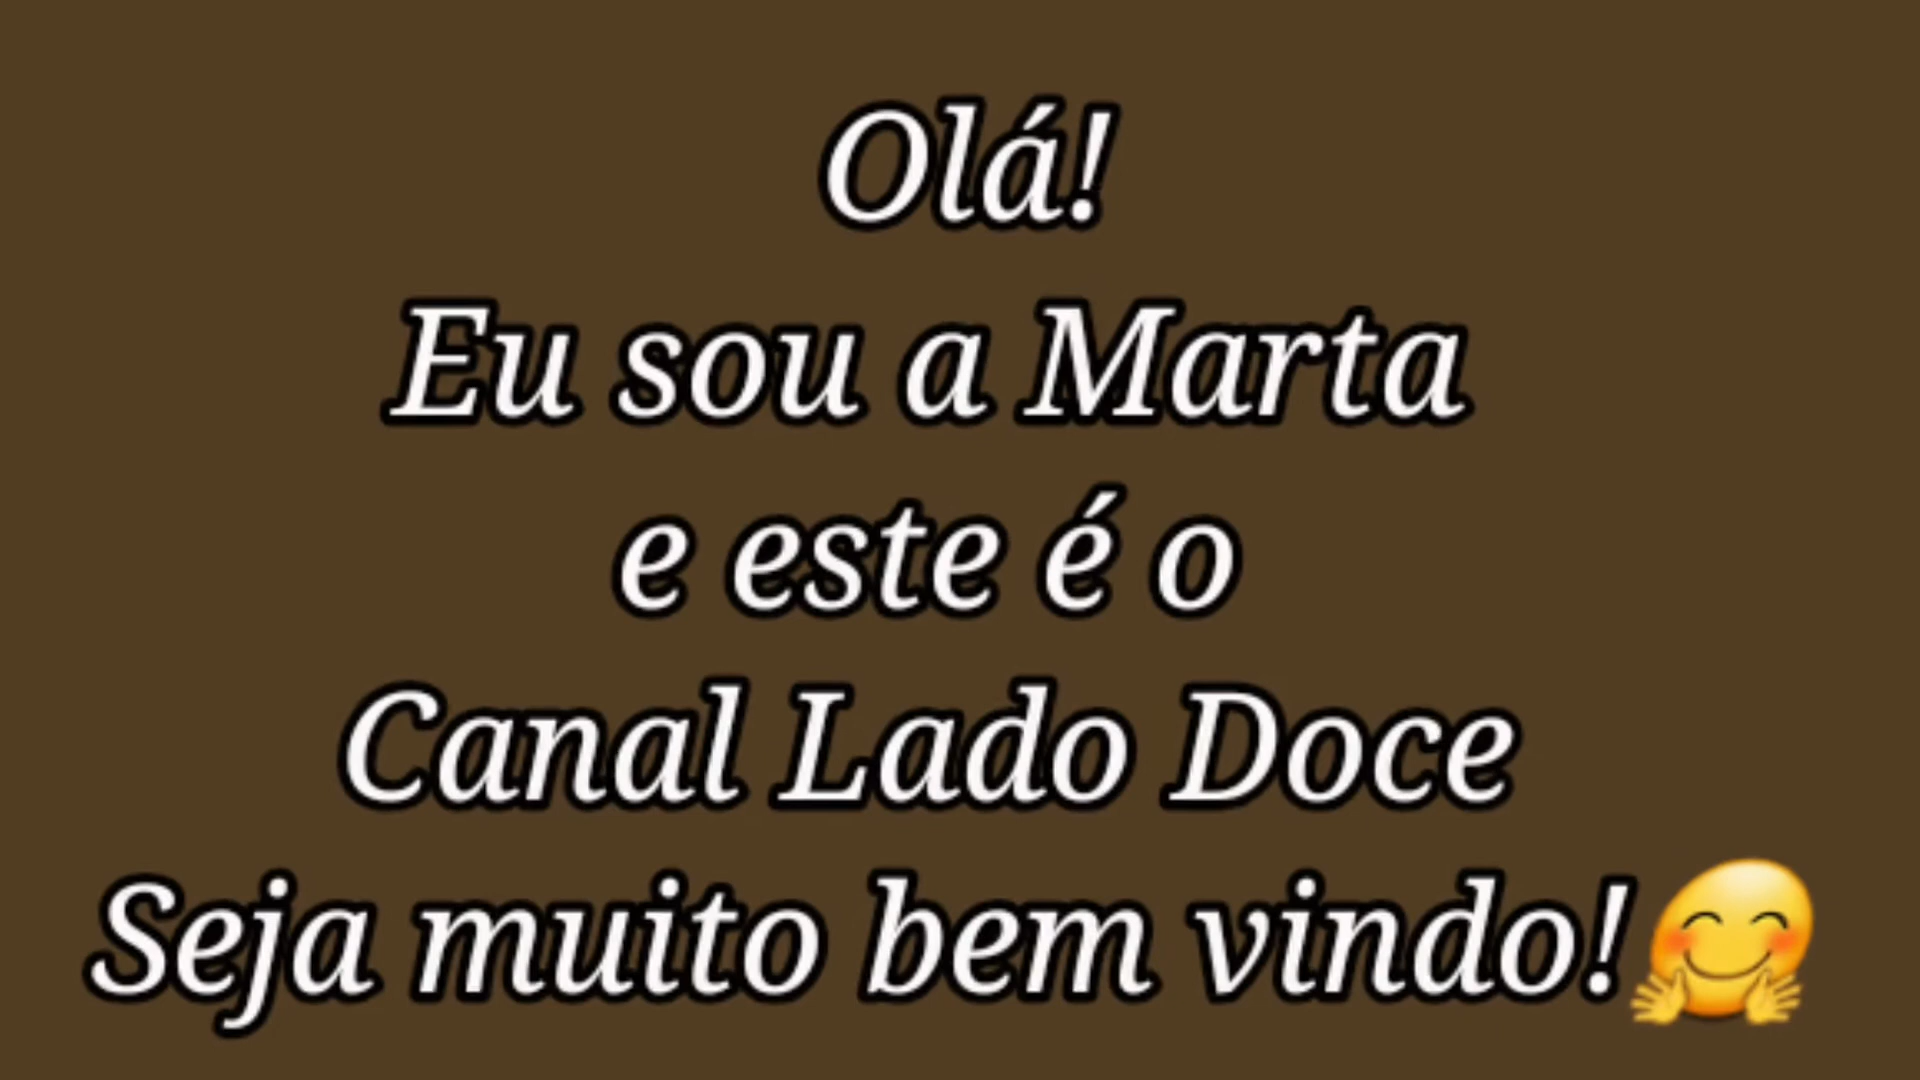 Olá!
Eu sou a Marta
e este é o
Canal Lado Doce
Seja muito bem vindo!🤗